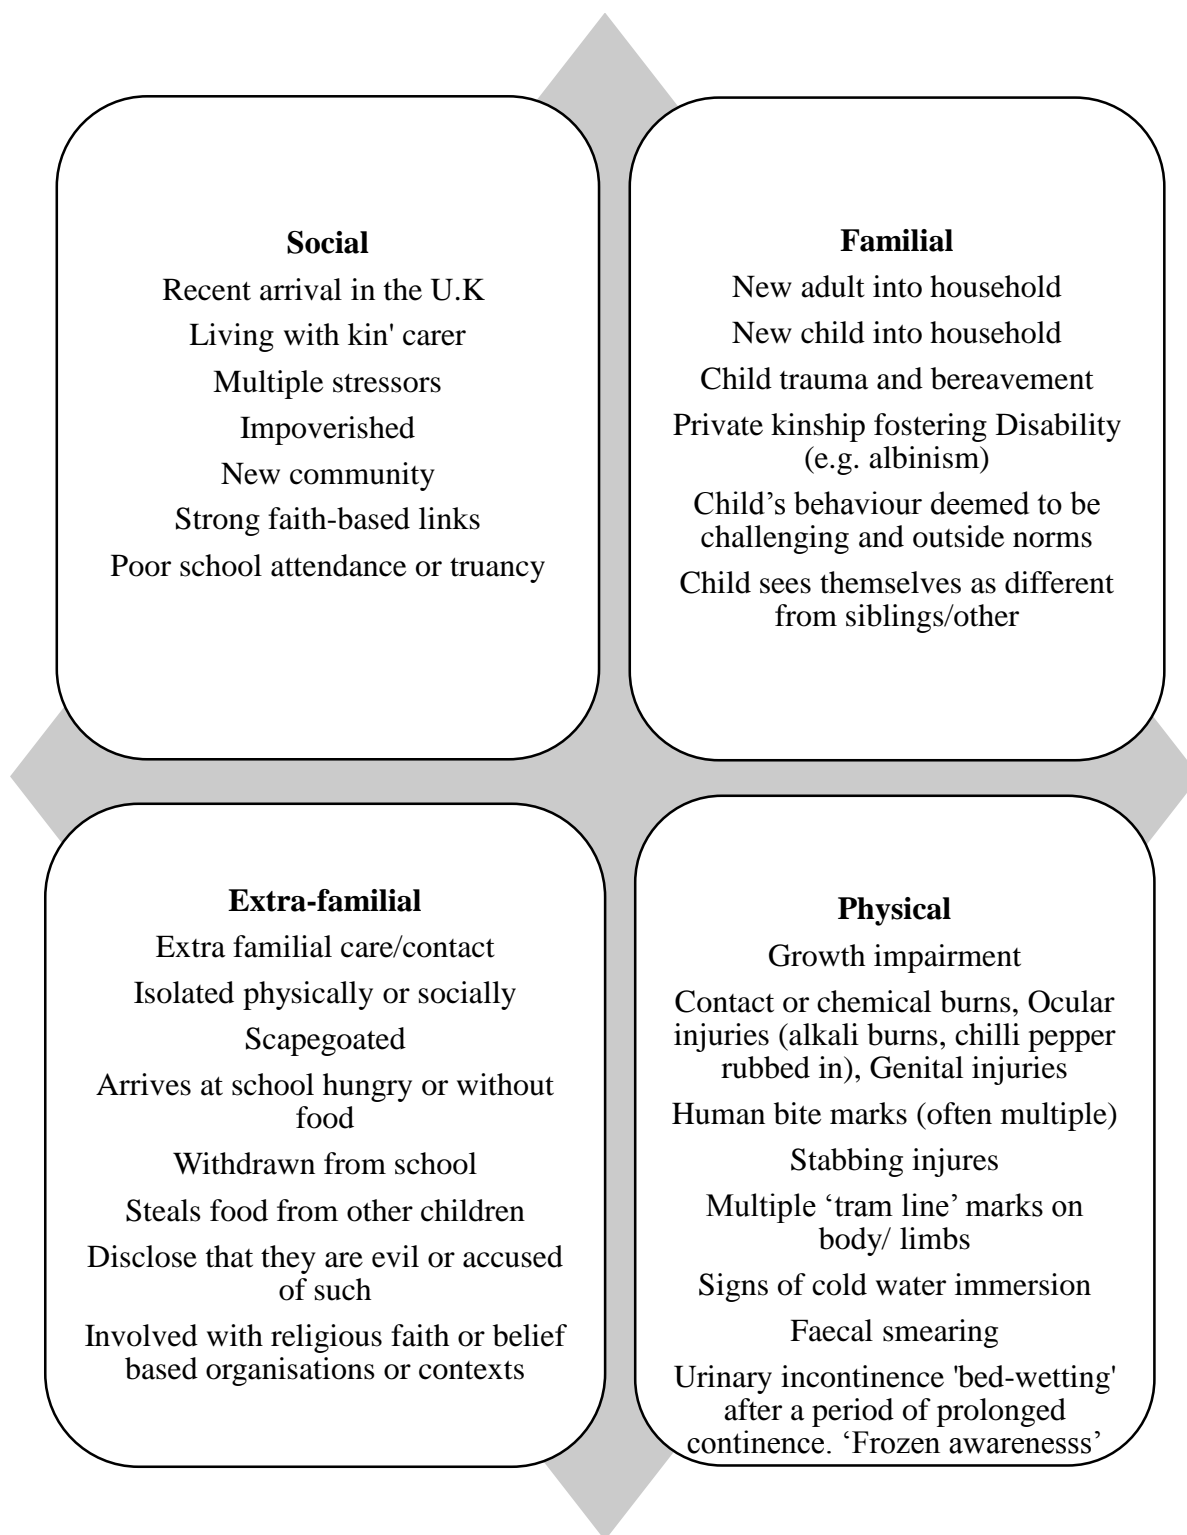 Social
Recent arrival in the U.K
Living with kin' carer
Multiple stressors
Impoverished
New community
Strong faith-based links
Poor school attendance or truancy
Familial
New adult into household
New child into household
Child trauma and bereavement
Private kinship fostering Disability
(e.g. albinism)
Child’s behaviour deemed to be
challenging and outside norms
Child sees themselves as different
from siblings/other
Extra-familial
Extra familial care/contact
Isolated physically or socially
Scapegoated
Arrives at school hungry or without
food
Withdrawn from school
Steals food from other children
Disclose that they are evil or accused
of such
Involved with religious faith or belief
based organisations or contexts
Physical
Growth impairment
Contact or chemical burns, Ocular
injuries (alkali burns, chilli pepper
rubbed in), Genital injuries
Human bite marks (often multiple)
Stabbing injures
Multiple ‘tram line’ marks on
body/ limbs
Signs of cold water immersion
Faecal smearing
Urinary incontinence 'bed-wetting'
after a period of prolonged
continence. ‘Frozen awarenesss’